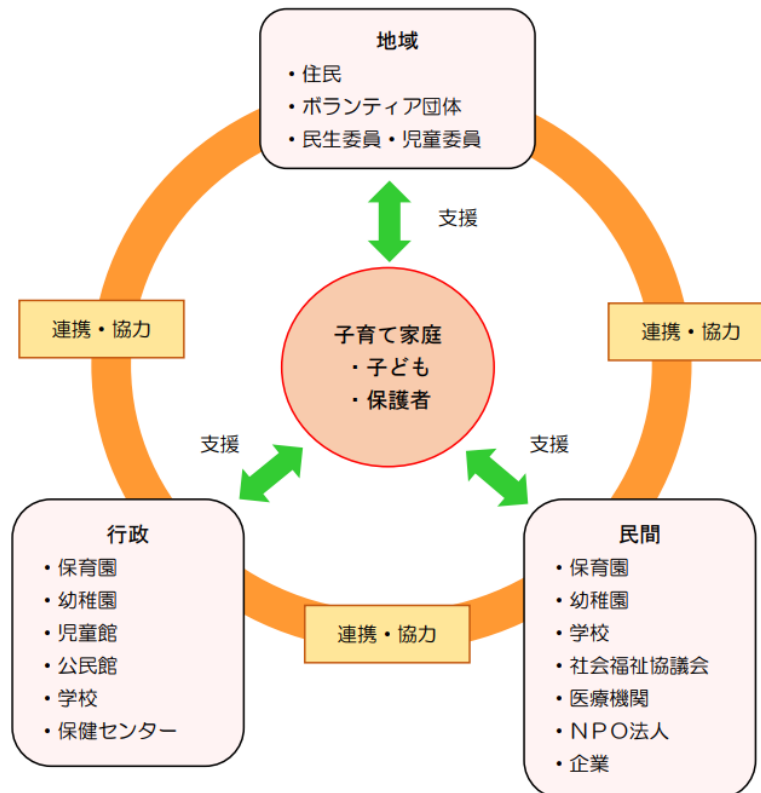 地域
・住民
・ボランティア団体
・民生委員・児童委員
支援
連携・協力
連携・協力
子育て家庭
・子ども
・保護者
支援
支援
行政
・保育園
・幼稚園
・児童館
・公民館
・学校
・保健センター
連携・協力
民間
・保育園
・幼稚園
・学校
・社会福祉協議会
・医療機関
・ＮＰＯ法人
・企業